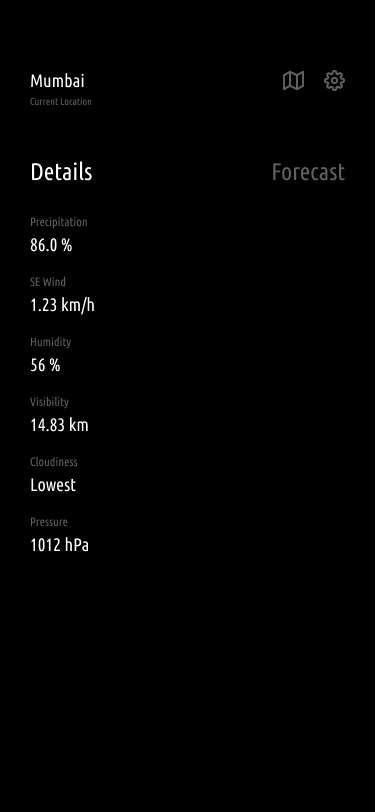 Mumbai
Current Location
Details
Forecast
Precipitation
86.0 %
SE Wind
1.23 km/h
Humidity
56 %
Visibility
14.83 km
Cloudiness
Lowest
Pressure
1012 hPa